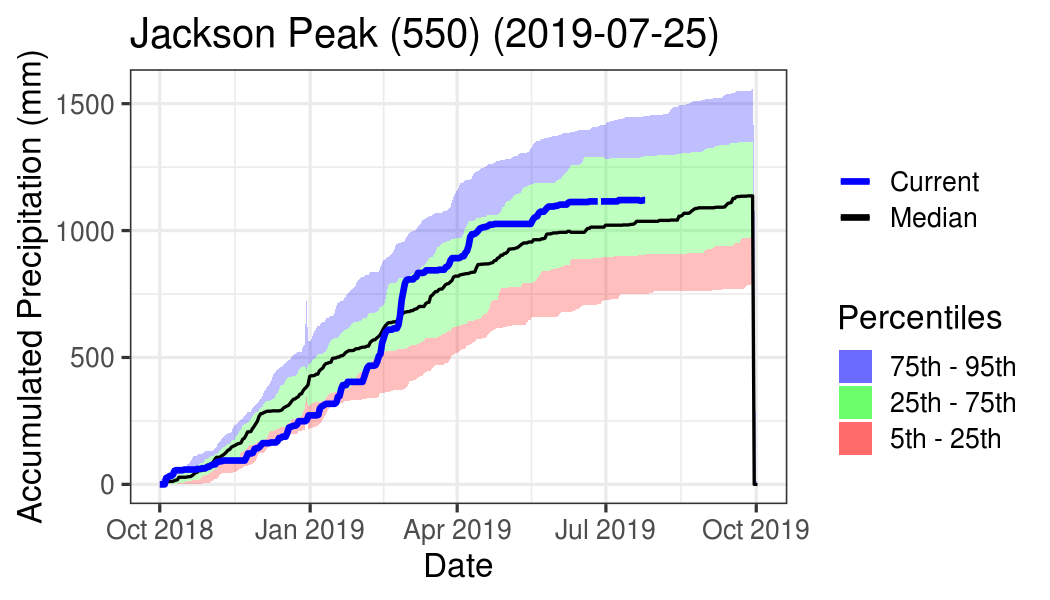 Jackson Peak (550) (2019-07-25)
Accumulated Precipitation (mm)
1500
1000
500
0
Oct 2018
Jan 2019
Apr 2019
Jul 2019
Oct 2019
Date
Current
Median
Percentiles
75th - 95th
25th - 75th
5th - 25th